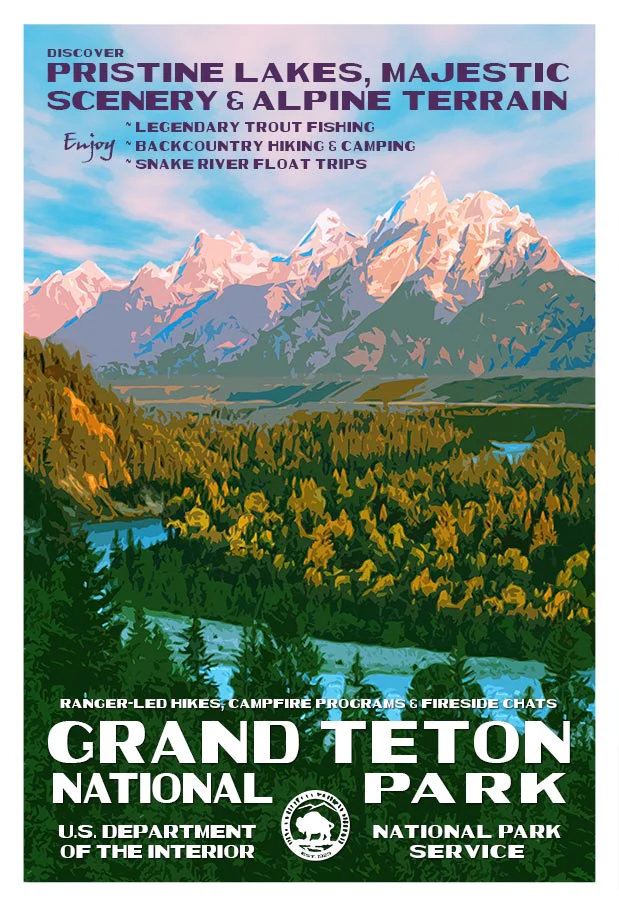 DISCOVER
PRISTINE LAKES, MAJESTIC
SCENERY & ALPINE TERRAIN
Enjoy
~ LEGENDARY TROUT FISHING
~ BACKCOUNTRY HIKING & CAMPING
~ SNAKE RIVER FLOAT TRIPS
RANGER-LED HIKES, CAMPFIRE PROGRAMS & FIRESIDE CHATS
GRAND TETON
NATIONAL PARK
U.S. DEPARTMENT
OF THE INTERIOR
NATIONAL PARK
SERVICE